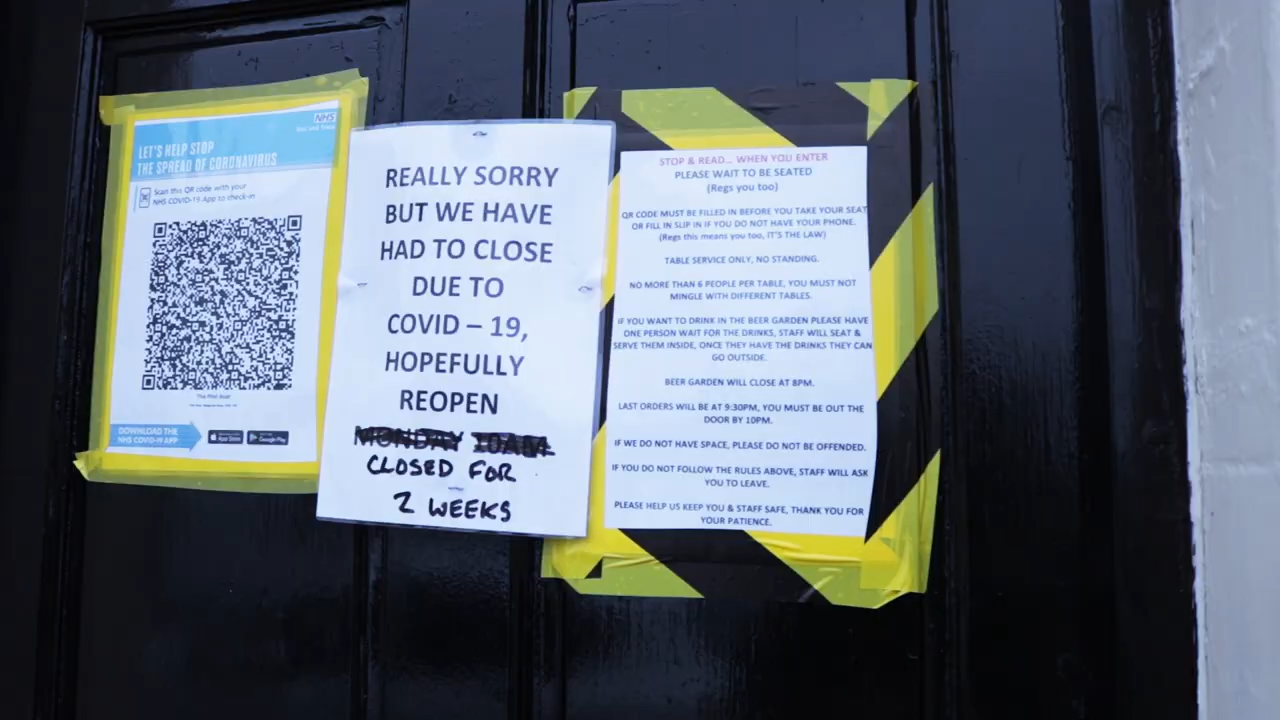 NHS
Test and Trace
LET'S HELP STOP
THE SPREAD OF CORONAVIRUS
Scan this QR code with your
NHS COVID-19 App to check-in
The Pilot Boat
DOWNLOAD THE
NHS COVID-19 APP
App Store
Google Play
REALLY SORRY
BUT WE HAVE
HAD TO CLOSE
DUE TO
COVID – 19,
HOPEFULLY
REOPEN
MONDAY 10AM
CLOSED FOR
2 WEEKS
STOP & READ... WHEN YOU ENTER
PLEASE WAIT TO BE SEATED
(Regs you too)
QR CODE MUST BE FILLED IN BEFORE YOU TAKE YOUR SEAT
OR FILL IN SLIP IN IF YOU DO NOT HAVE YOUR PHONE.
(Regs this means you too, IT'S THE LAW)
TABLE SERVICE ONLY, NO STANDING.
NO MORE THAN 6 PEOPLE PER TABLE, YOU MUST NOT
MINGLE WITH DIFFERENT TABLES.
IF YOU WANT TO DRINK IN THE BEER GARDEN PLEASE HAVE
ONE PERSON WAIT FOR THE DRINKS, STAFF WILL SEAT &
SERVE THEM INSIDE, ONCE THEY HAVE THE DRINKS THEY CAN
GO OUTSIDE.
BEER GARDEN WILL CLOSE AT 8PM.
LAST ORDERS WILL BE AT 9:30PM, YOU MUST BE OUT THE
DOOR BY 10PM.
IF WE DO NOT HAVE SPACE, PLEASE DO NOT BE OFFENDED.
IF YOU DO NOT FOLLOW THE RULES ABOVE, STAFF WILL ASK
YOU TO LEAVE.
PLEASE HELP US KEEP YOU & STAFF SAFE, THANK YOU FOR
YOUR PATIENCE.